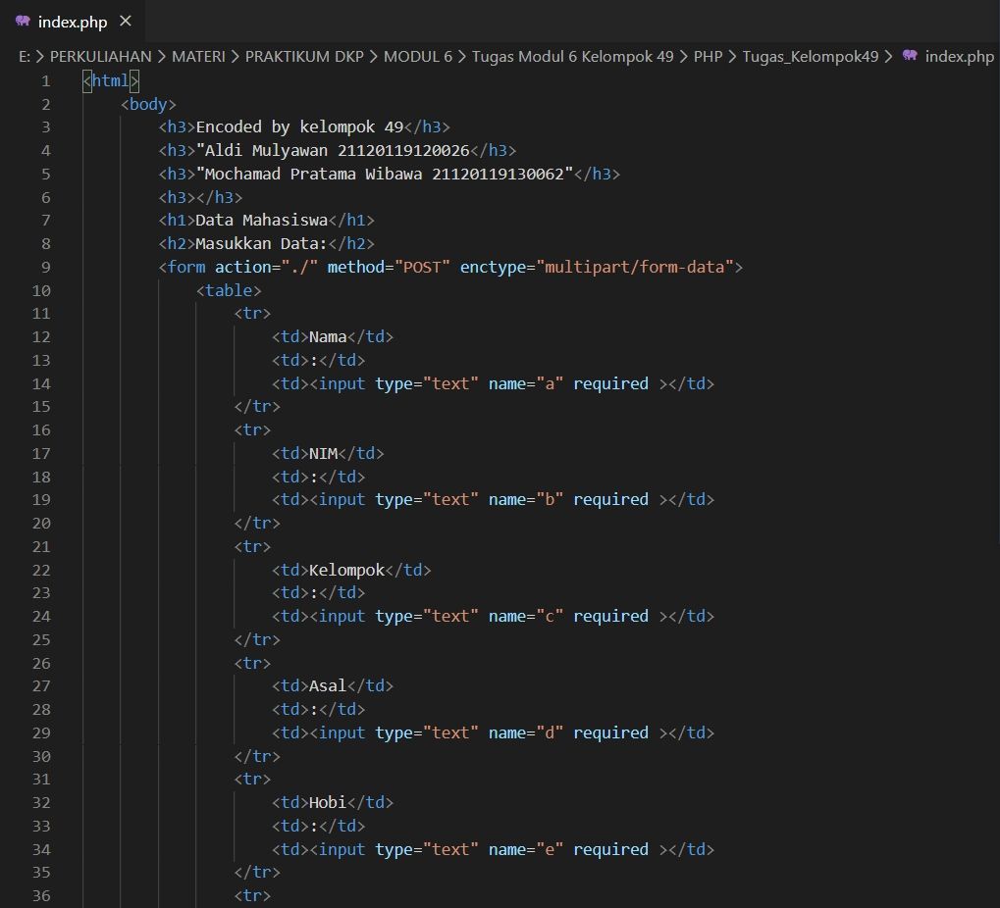 index.php ×
E: > PERKULIAHAN > MATERI > PRAKTIKUM DKP > MODUL 6 > Tugas Modul 6 Kelompok 49 > PHP > Tugas_Kelompok49 > index.php
1 <html>
2 <body>
3 <h3>Encoded by kelompok 49</h3>
4 <h3>"Aldi Mulyawan 21120119120026</h3>
5 <h3>"Mochamad Pratama Wibawa 21120119130062"</h3>
6 <h3></h3>
7 <h1>Data Mahasiswa</h1>
8 <h2>Masukkan Data:</h2>
9 <form action="./" method="POST" enctype="multipart/form-data">
10 <table>
11 <tr>
12 <td>Nama</td>
13 <td>:</td>
14 <td><input type="text" name="a" required ></td>
15 </tr>
16 <tr>
17 <td>NIM</td>
18 <td>:</td>
19 <td><input type="text" name="b" required ></td>
20 </tr>
21 <tr>
22 <td>Kelompok</td>
23 <td>:</td>
24 <td><input type="text" name="c" required ></td>
25 </tr>
26 <tr>
27 <td>Asal</td>
28 <td>:</td>
29 <td><input type="text" name="d" required ></td>
30 </tr>
31 <tr>
32 <td>Hobi</td>
33 <td>:</td>
34 <td><input type="text" name="e" required ></td>
35 </tr>
36 <tr>